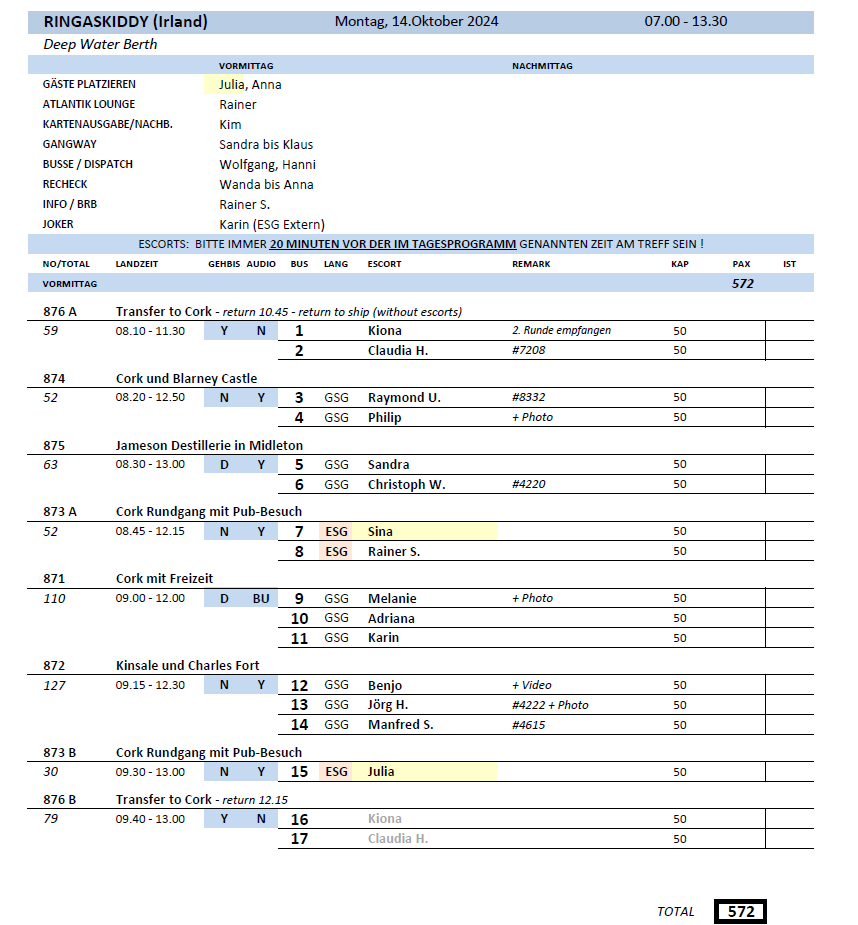 RINGASKIDDY (Irland) Montag, 14.Oktober 2024 07.00 - 13.30
Deep Water Berth
VORMITTAG NACHMITTAG
GÄSTE PLATZIEREN Julia, Anna
ATLANTIK LOUNGE Rainer
KARTENAUSGABE/NACHB. Kim
GANGWAY Sandra bis Klaus
BUSSE / DISPATCH Wolfgang, Hanni
RECHECK Wanda bis Anna
INFO / BRB Rainer S.
JOKER Karin (ESG Extern)
ESCORTS: BITTE IMMER 20 MINUTEN VOR DER IM TAGESPROGRAMM GENANNTEN ZEIT AM TREFF SEIN !
NO/TOTAL LANDZEIT GEHBIS AUDIO BUS LANG ESCORT REMARK KAP PAX IST
VORMITTAG 572
876 A Transfer to Cork - return 10.45 - return to ship (without escorts)
59 08.10 - 11.30 Y N 1 Kiona 2. Runde empfangen 50
2 Claudia H. #7208 50
874 Cork und Blarney Castle
52 08.20 - 12.50 N Y 3 GSG Raymond U. #8332 50
4 GSG Philip + Photo 50
875 Jameson Destillerie in Midleton
63 08.30 - 13.00 D Y 5 GSG Sandra 50
6 GSG Christoph W. #4220 50
873 A Cork Rundgang mit Pub-Besuch
52 08.45 - 12.15 N Y 7 ESG Sina 50
8 ESG Rainer S. 50
871 Cork mit Freizeit
110 09.00 - 12.00 D BU 9 GSG Melanie + Photo 50
10 GSG Adriana 50
11 GSG Karin 50
872 Kinsale und Charles Fort
127 09.15 - 12.30 N Y 12 GSG Benjo + Video 50
13 GSG Jörg H. #4222 + Photo 50
14 GSG Manfred S. #4615 50
873 B Cork Rundgang mit Pub-Besuch
30 09.30 - 13.00 N Y 15 ESG Julia 50
876 B Transfer to Cork - return 12.15
79 09.40 - 13.00 Y N 16 Kiona 50
17 Claudia H. 50
TOTAL 572